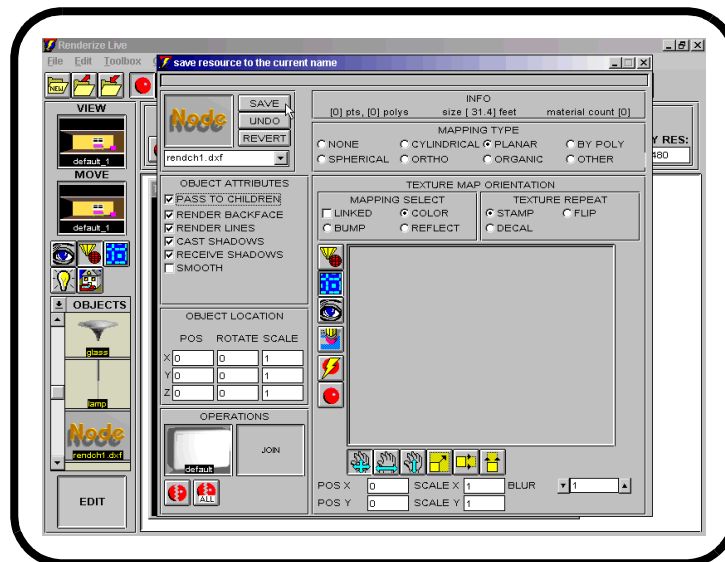 Renderize Live
File Edit Toolbox
save resource to the current name
NEW
VIEW
default_1
MOVE
default_1
OBJECTS
glass
lamp
Node
rendch1.dxf
EDIT
Node
SAVE
UNDO
REVERT
rendch1.dxf
INFO
[0] pts, [0] polys size [ 31.4] feet material count [0]
MAPPING TYPE
NONE CYLINDRICAL PLANAR BY POLY
SPHERICAL ORTHO ORGANIC OTHER
Y RES:
480
OBJECT ATTRIBUTES
PASS TO CHILDREN
RENDER BACKFACE
RENDER LINES
CAST SHADOWS
RECEIVE SHADOWS
SMOOTH
TEXTURE MAP ORIENTATION
MAPPING SELECT
LINKED COLOR
BUMP REFLECT
TEXTURE REPEAT
STAMP FLIP
DECAL
OBJECT LOCATION
POS ROTATE SCALE
X 0 0 1
Y 0 0 1
Z 0 0 1
OPERATIONS
default
JOIN
ALL
POS X 0 SCALE X 1 BLUR 1
POS Y 0 SCALE Y 1